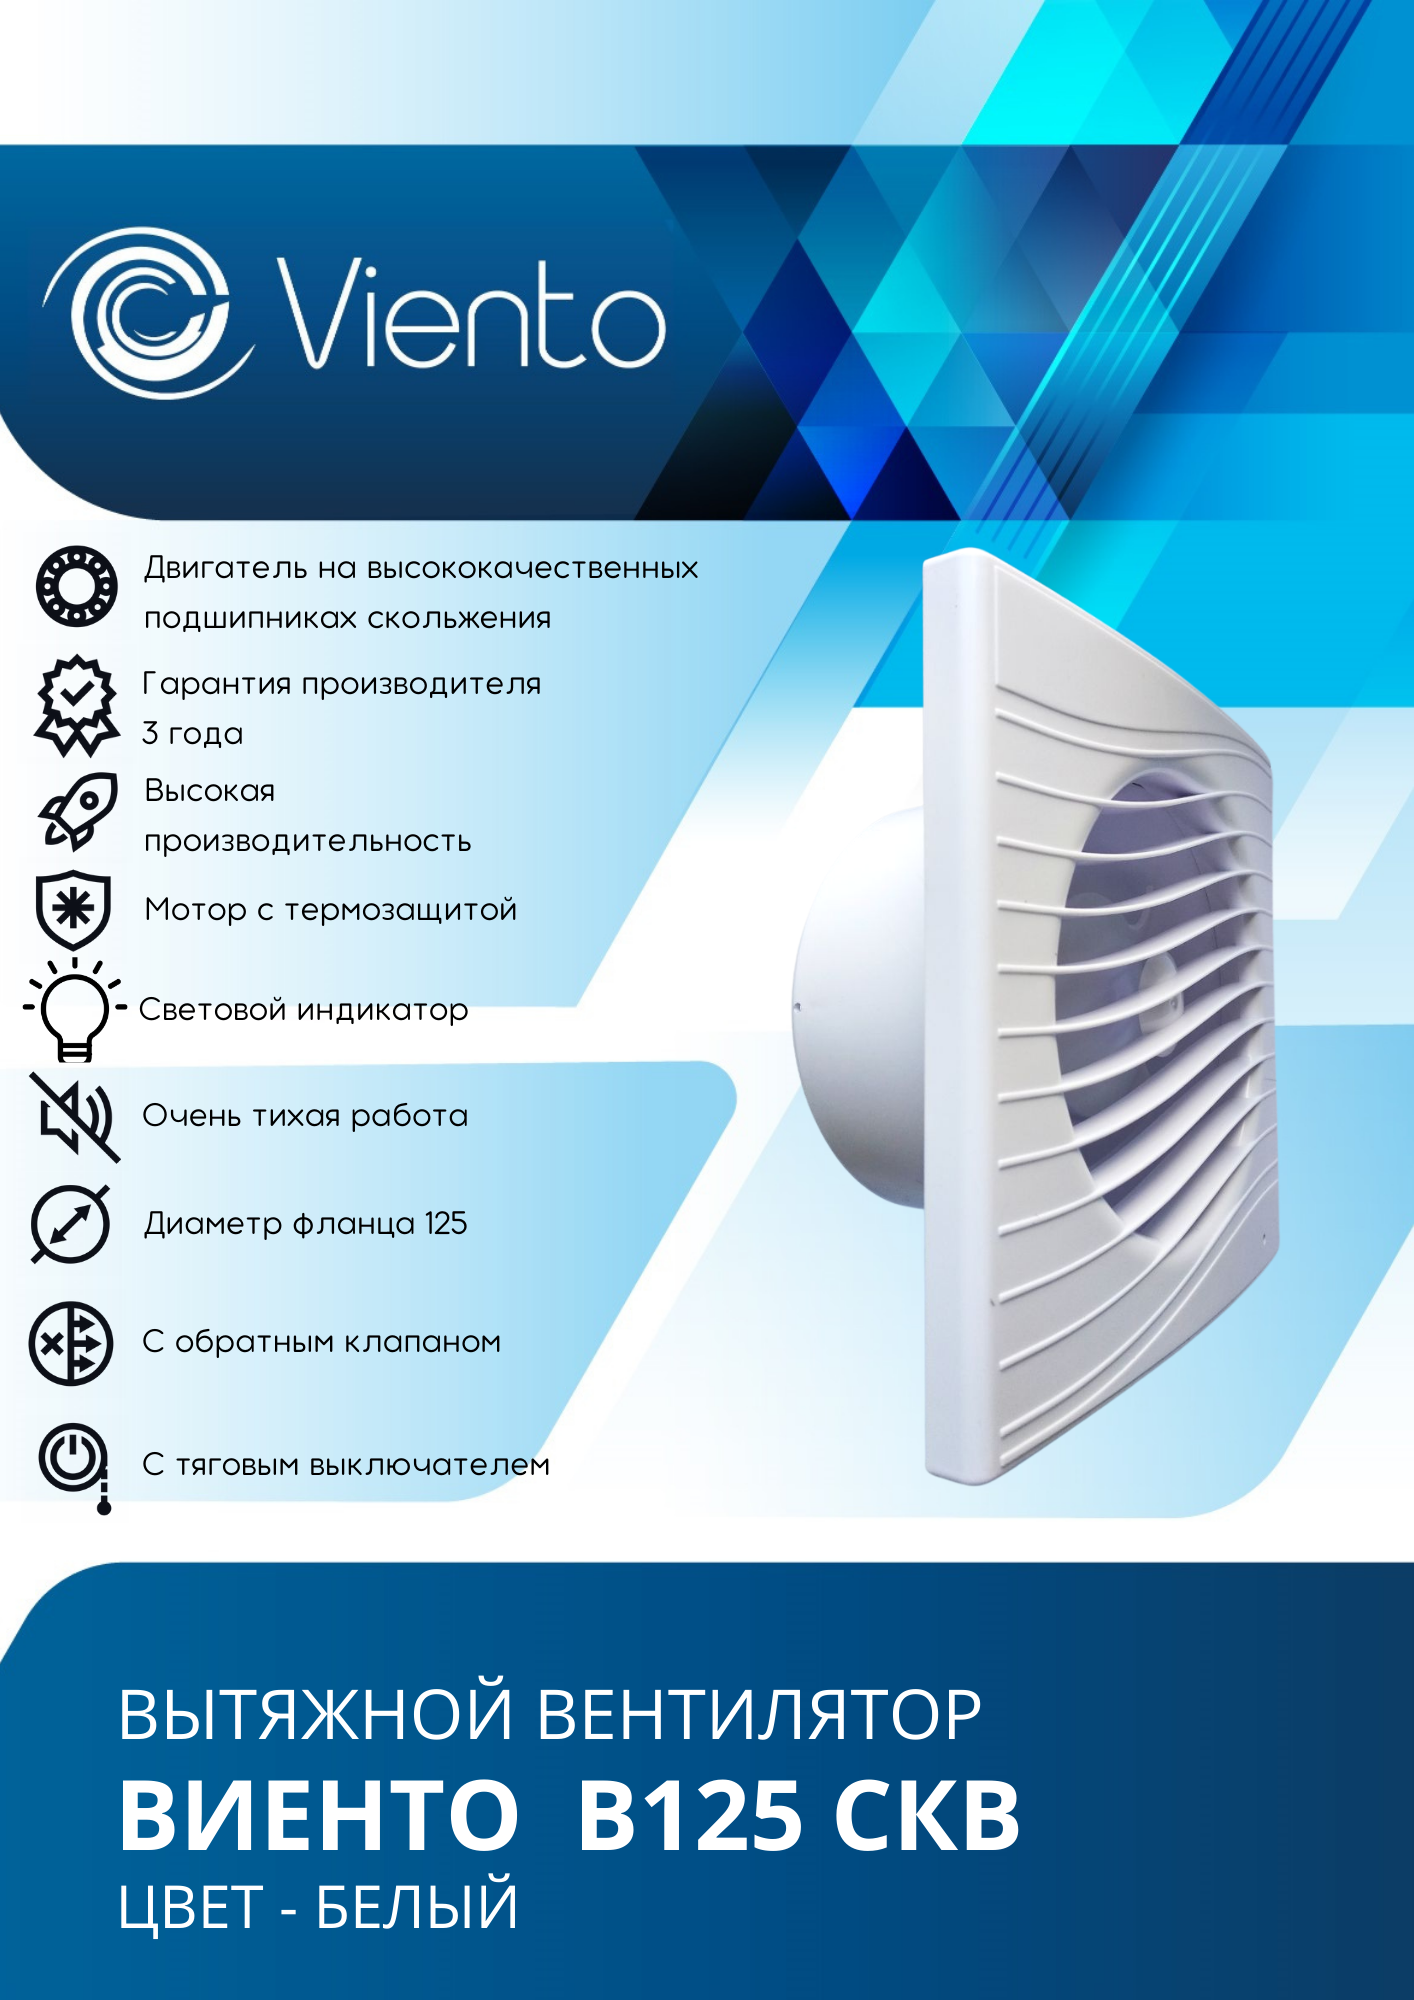 Viento
Двигатель на высококачественных
подшипниках скольжения
Гарантия производителя
3 года
Высокая
производительность
Мотор с термозащитой
Световой индикатор
Очень тихая работа
Диаметр фланца 125
С обратным клапаном
С тяговым выключателем
ВЫТЯЖНОЙ ВЕНТИЛЯТОР
ВИЕНТО В125 СКВ
ЦВЕТ - БЕЛЫЙ